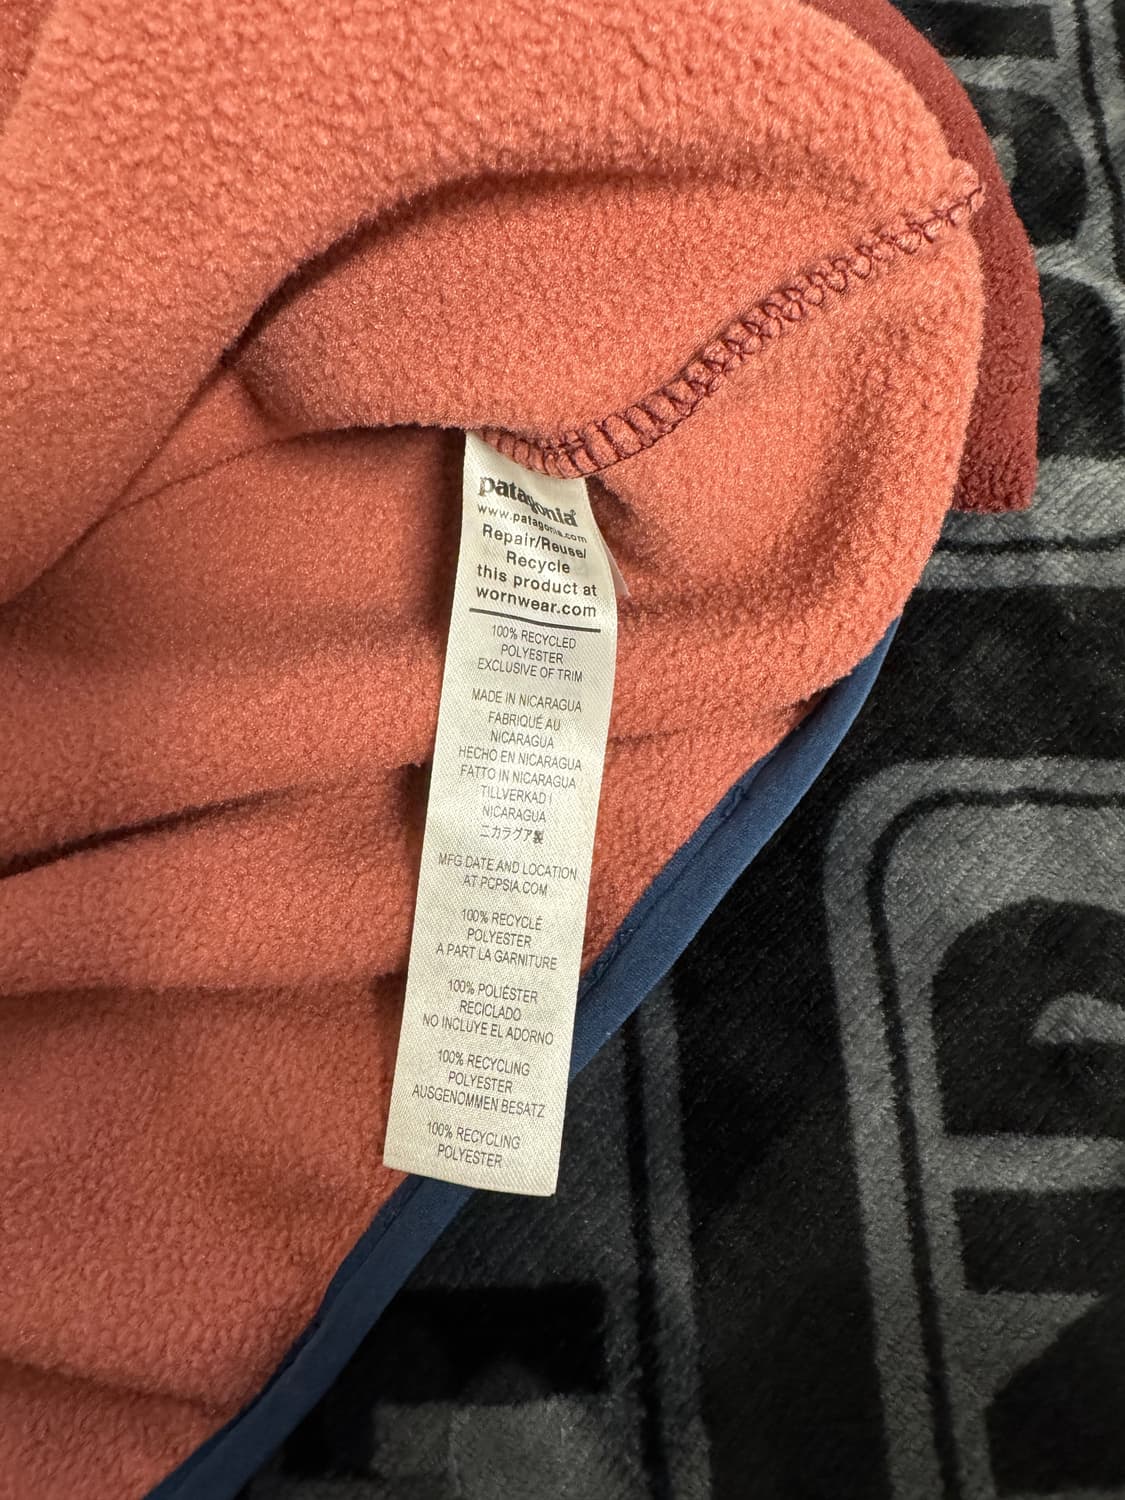 patagonia®
www.patagonia.com
Repair/Reuse/
Recycle
this product at
wornwear.com
100% RECYCLED
POLYESTER
EXCLUSIVE OF TRIM
MADE IN NICARAGUA
FABRIQUÉ AU
NICARAGUA
HECHO EN NICARAGUA
FATTO IN NICARAGUA
TILLVERKAD I
NICARAGUA
ニカラグア製
MFG DATE AND LOCATION
AT PCPSIA.COM
100% RECYCLÉ
POLYESTER
A PART LA GARNITURE
100% POLIÉSTER
RECICLADO
NO INCLUYE EL ADORNO
100% RECYCLING
POLYESTER
AUSGENOMMEN BESATZ
100% RECYCLING
POLYESTER